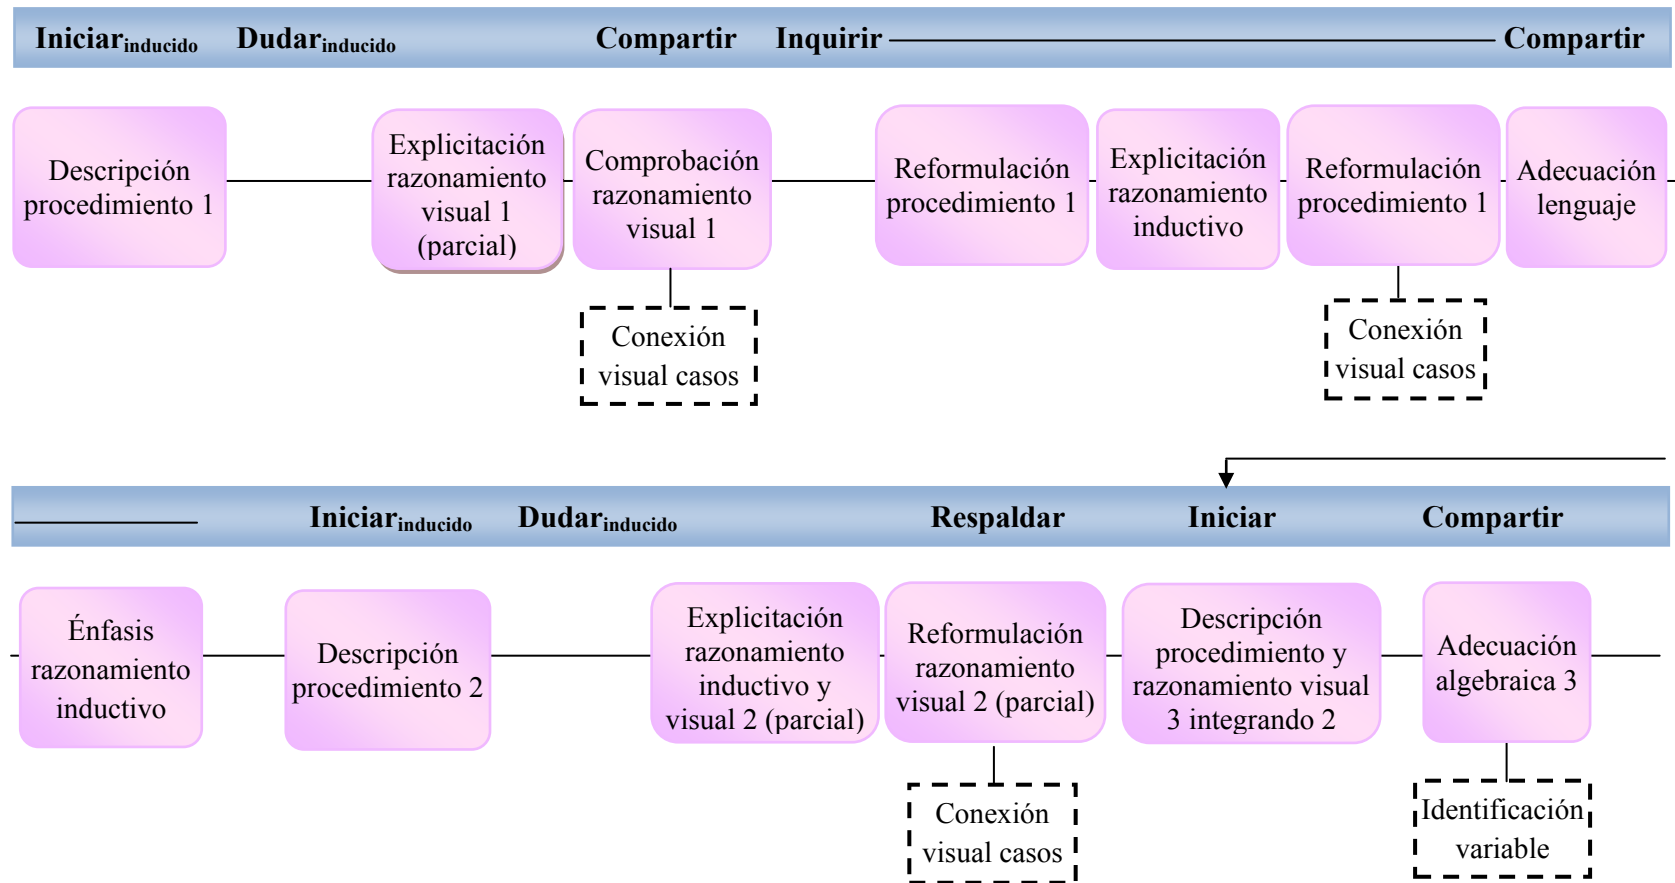 Iniciarinducido Dudarinducido Compartir Inquirir Compartir
Descripción
procedimiento 1
Explicitación
razonamiento
visual 1
(parcial)
Comprobación
razonamiento
visual 1
Reformulación
procedimiento 1
Explicitación
razonamiento
inductivo
Reformulación
procedimiento 1
Adecuación
lenguaje
Conexión
visual casos
Conexión
visual casos
Iniciarinducido Dudarinducido Respaldar Iniciar Compartir
Énfasis
razonamiento
inductivo
Descripción
procedimiento 2
Explicitación
razonamiento
inductivo y
visual 2 (parcial)
Reformulación
razonamiento
visual 2 (parcial)
Descripción
procedimiento y
razonamiento visual
3 integrando 2
Adecuación
algebraica 3
Conexión
visual casos
Identificación
variable